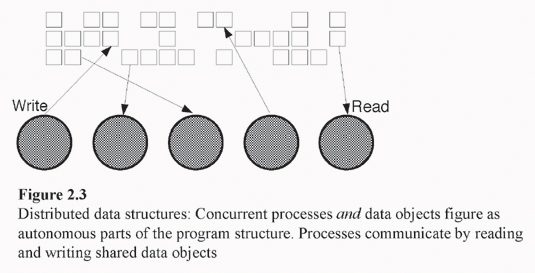 Write
Read
Figure 2.3
Distributed data structures: Concurrent processes and data objects figure as
autonomous parts of the program structure. Processes communicate by reading
and writing shared data objects